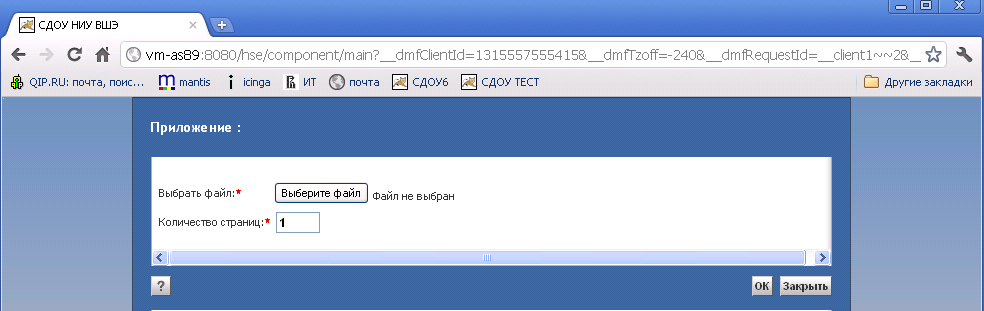 СДОУ НИУ ВШЭ
vm-as89:8080/hse/component/main?__dmfClientId=1315557555415&__dmfTzoff=-240&__dmfRequestId=__client1~~2&__
QIP.RU: почта, поис... mantis icinga ИТ почта СДОУ6 СДОУ ТЕСТ Другие закладки
Приложение :
Выбрать файл:* Выберите файл Файл не выбран
Количество страниц:* 1
? ОК Закрыть